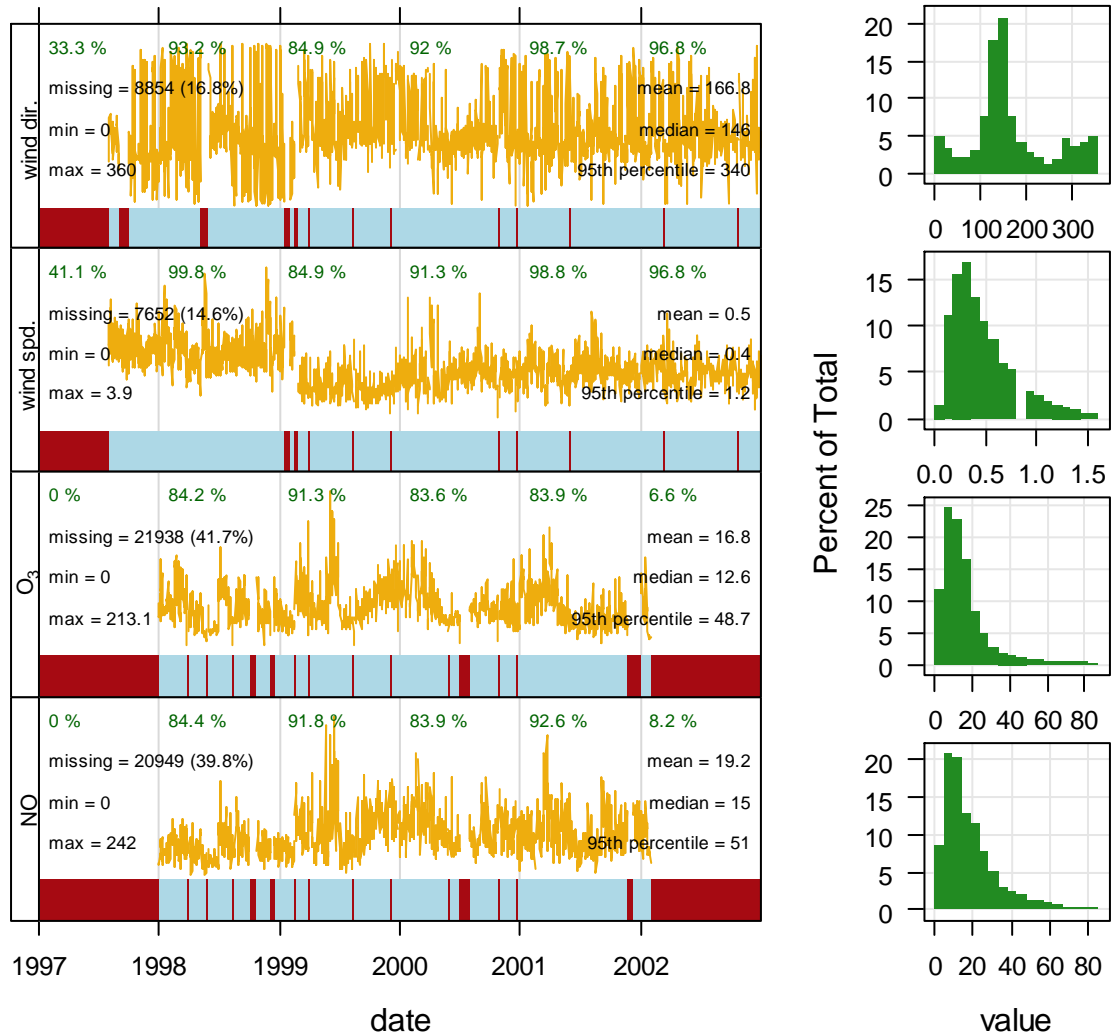 wind dir.
33.3 % 93.2 % 84.9 % 92 % 98.7 % 96.8 %
missing = 8854 (16.8%)
min = 0
max = 360
mean = 166.8
median = 146
95th percentile = 340
wind spd.
41.1 % 99.8 % 84.9 % 91.3 % 98.8 % 96.8 %
missing = 7652 (14.6%)
min = 0
max = 3.9
mean = 0.5
median = 0.4
95th percentile = 1.2
O3
0 % 84.2 % 91.3 % 83.6 % 83.9 % 6.6 %
missing = 21938 (41.7%)
min = 0
max = 213.1
mean = 16.8
median = 12.6
95th percentile = 48.7
NO
0 % 84.4 % 91.8 % 83.9 % 92.6 % 8.2 %
missing = 20949 (39.8%)
min = 0
max = 242
mean = 19.2
median = 15
95th percentile = 51
1997 1998 1999 2000 2001 2002
date
Percent of Total
20
15
10
5
0
0 100 200 300
15
10
5
0
0.0 0.5 1.0 1.5
25
20
15
10
5
0
0 20 40 60 80
20
15
10
5
0
0 20 40 60 80
value